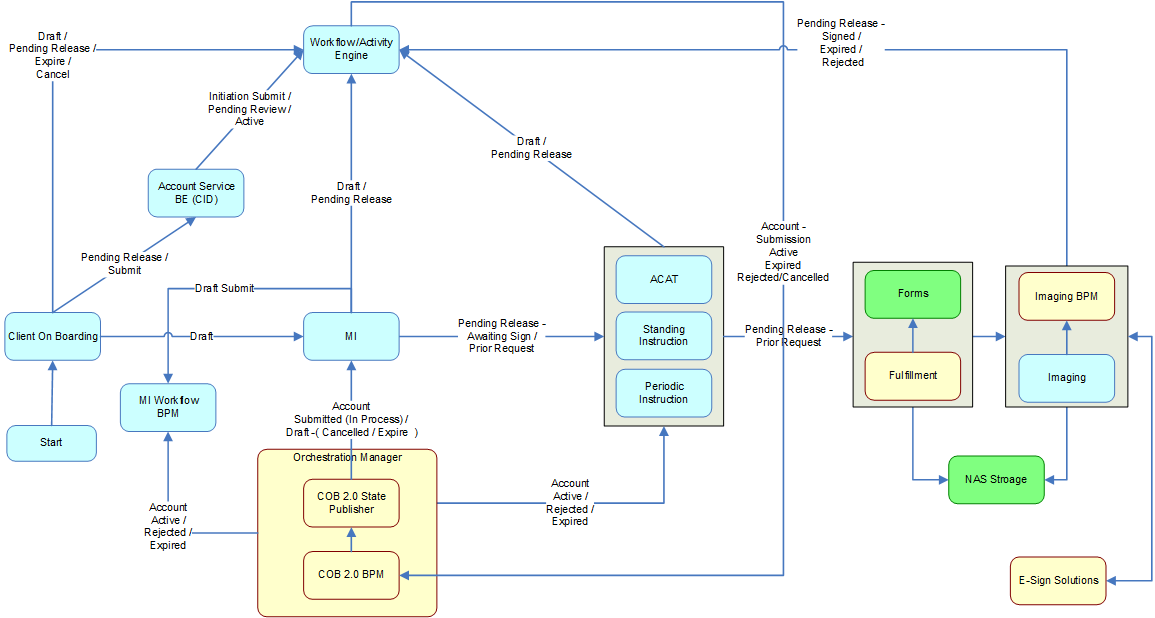 Draft /
Pending Release /
Expire /
Cancel
Workflow/Activity
Engine
Pending Release -
Signed /
Expired /
Rejected
Initiation Submit /
Pending Review /
Active
Draft /
Pending Release
Account Service
BE (CID)
Draft /
Pending Release
Pending Release /
Submit
Account -
Submission
Active
Expired
Rejected/Cancelled
Draft Submit
ACAT
Standing
Instruction
Periodic
Instruction
Forms
Fulfillment
Imaging BPM
Imaging
Client On Boarding
Draft
MI
Pending Release -
Awaiting Sign /
Prior Request
Pending Release -
Prior Request
MI Workflow
BPM
Start
Account
Submitted (In Process) /
Draft -( Cancelled / Expire )
Orchestration Manager
COB 2.0 State
Publisher
COB 2.0 BPM
Account
Active /
Rejected /
Expired
Account
Active /
Rejected /
Expired
NAS Stroage
E-Sign Solutions